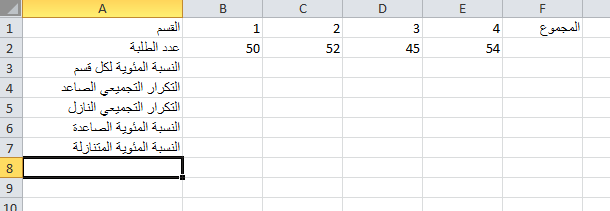 A B C D E F
1 القسم 1 2 3 4 المجموع
2 عدد الطلبة 50 52 45 54
3 النسبة المئوية لكل قسم
4 التكرار التجميعي الصاعد
5 التكرار التجميعي النازل
6 النسبة المئوية الصاعدة
7 النسبة المئوية المتنازلة
8
9
10